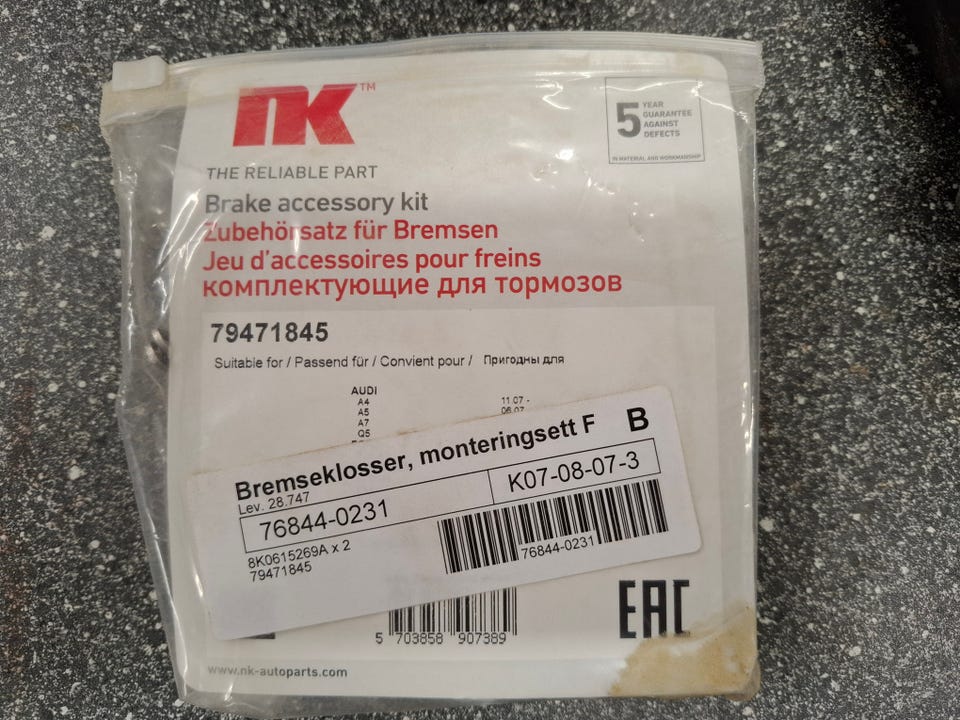 NK™
5 YEAR
GUARANTEE
AGAINST
DEFECTS
IN MATERIAL AND WORKMANSHIP
THE RELIABLE PART
Brake accessory kit
Zubehörsatz für Bremsen
Jeu d'accessoires pour freins
комплектующие для тормозов
79471845
Suitable for / Passend für / Convient pour / Пригодны для
AUDI
A4 11.07 -
A5 06.07
A7
Q5
Bremseklosser, monteringsett F B
Lev. 28.747
76844-0231 K07-08-07-3
8K0615269A x 2
79471845
76844-0231
EAC
5 703858 907389
www.nk-autoparts.com